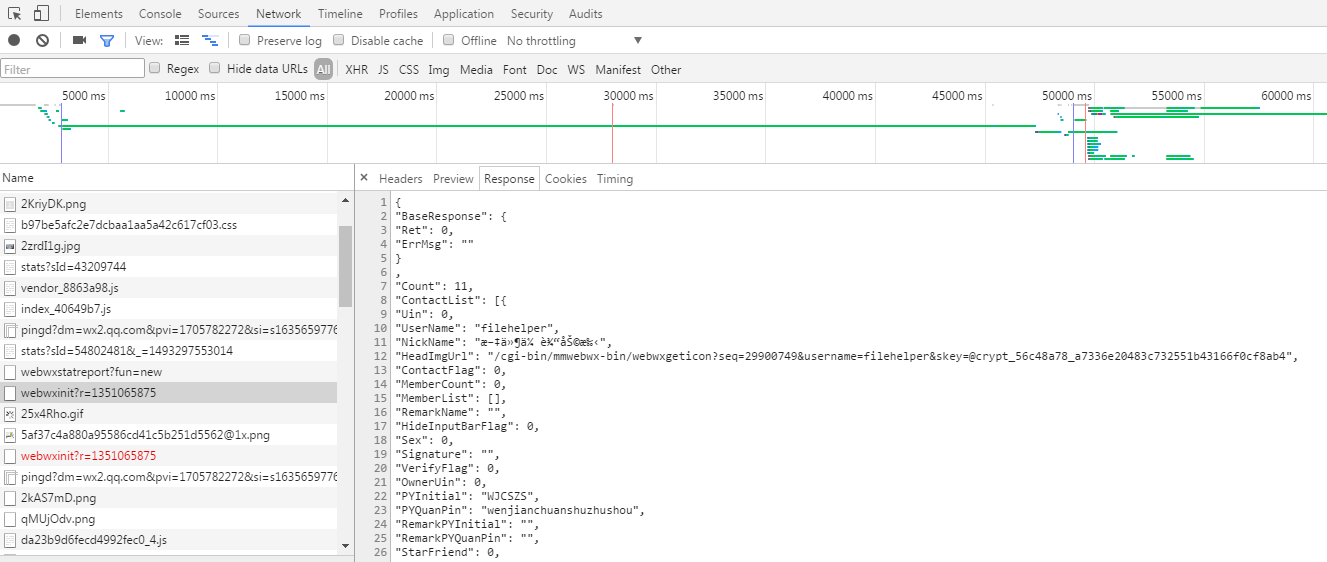 Elements Console Sources Network Timeline Profiles Application Security Audits
View: Preserve log Disable cache Offline No throttling
Filter Regex Hide data URLs All XHR JS CSS Img Media Font Doc WS Manifest Other
5000 ms 10000 ms 15000 ms 20000 ms 25000 ms 30000 ms 35000 ms 40000 ms 45000 ms 50000 ms 55000 ms 60000 ms
Name
2KriyDK.png
b97be5afc2e7dcbaa1aa5a42c617cf03.css
2zrdI1g.jpg
stats?sId=43209744
vendor_8863a98.js
index_40649b7.js
pingd?dm=wx2.qq.com&pvi=1705782272&si=s1635659776
stats?sId=54802481&_=1493297553014
webwxstatreport?fun=new
webwxinit?r=1351065875
25x4Rho.gif
5af37c4a880a95586cd41c5b251d5562@1x.png
webwxinit?r=1351065875
pingd?dm=wx2.qq.com&pvi=1705782272&si=s1635659776
2kAS7mD.png
qMUjOdv.png
da23b9d6fecd4992fec0_4.js
× Headers Preview Response Cookies Timing
1 {
2 "BaseResponse": {
3 "Ret": 0,
4 "ErrMsg": ""
5 }
6 ,
7 "Count": 11,
8 "ContactList": [{
9 "Uin": 0,
10 "UserName": "filehelper",
11 "NickName": "æ–‡ä»¶ä¼ è¾“åŠ©æ‰‹",
12 "HeadImgUrl": "/cgi-bin/mmwebwx-bin/webwxgeticon?seq=29900749&username=filehelper&skey=@crypt_56c48a78_a7336e20483c732551b43166f0cf8ab4",
13 "ContactFlag": 0,
14 "MemberCount": 0,
15 "MemberList": [],
16 "RemarkName": "",
17 "HideInputBarFlag": 0,
18 "Sex": 0,
19 "Signature": "",
20 "VerifyFlag": 0,
21 "OwnerUin": 0,
22 "PYInitial": "WJCSZS",
23 "PYQuanPin": "wenjianchuanshuzhushou",
24 "RemarkPYInitial": "",
25 "RemarkPYQuanPin": "",
26 "StarFriend": 0,